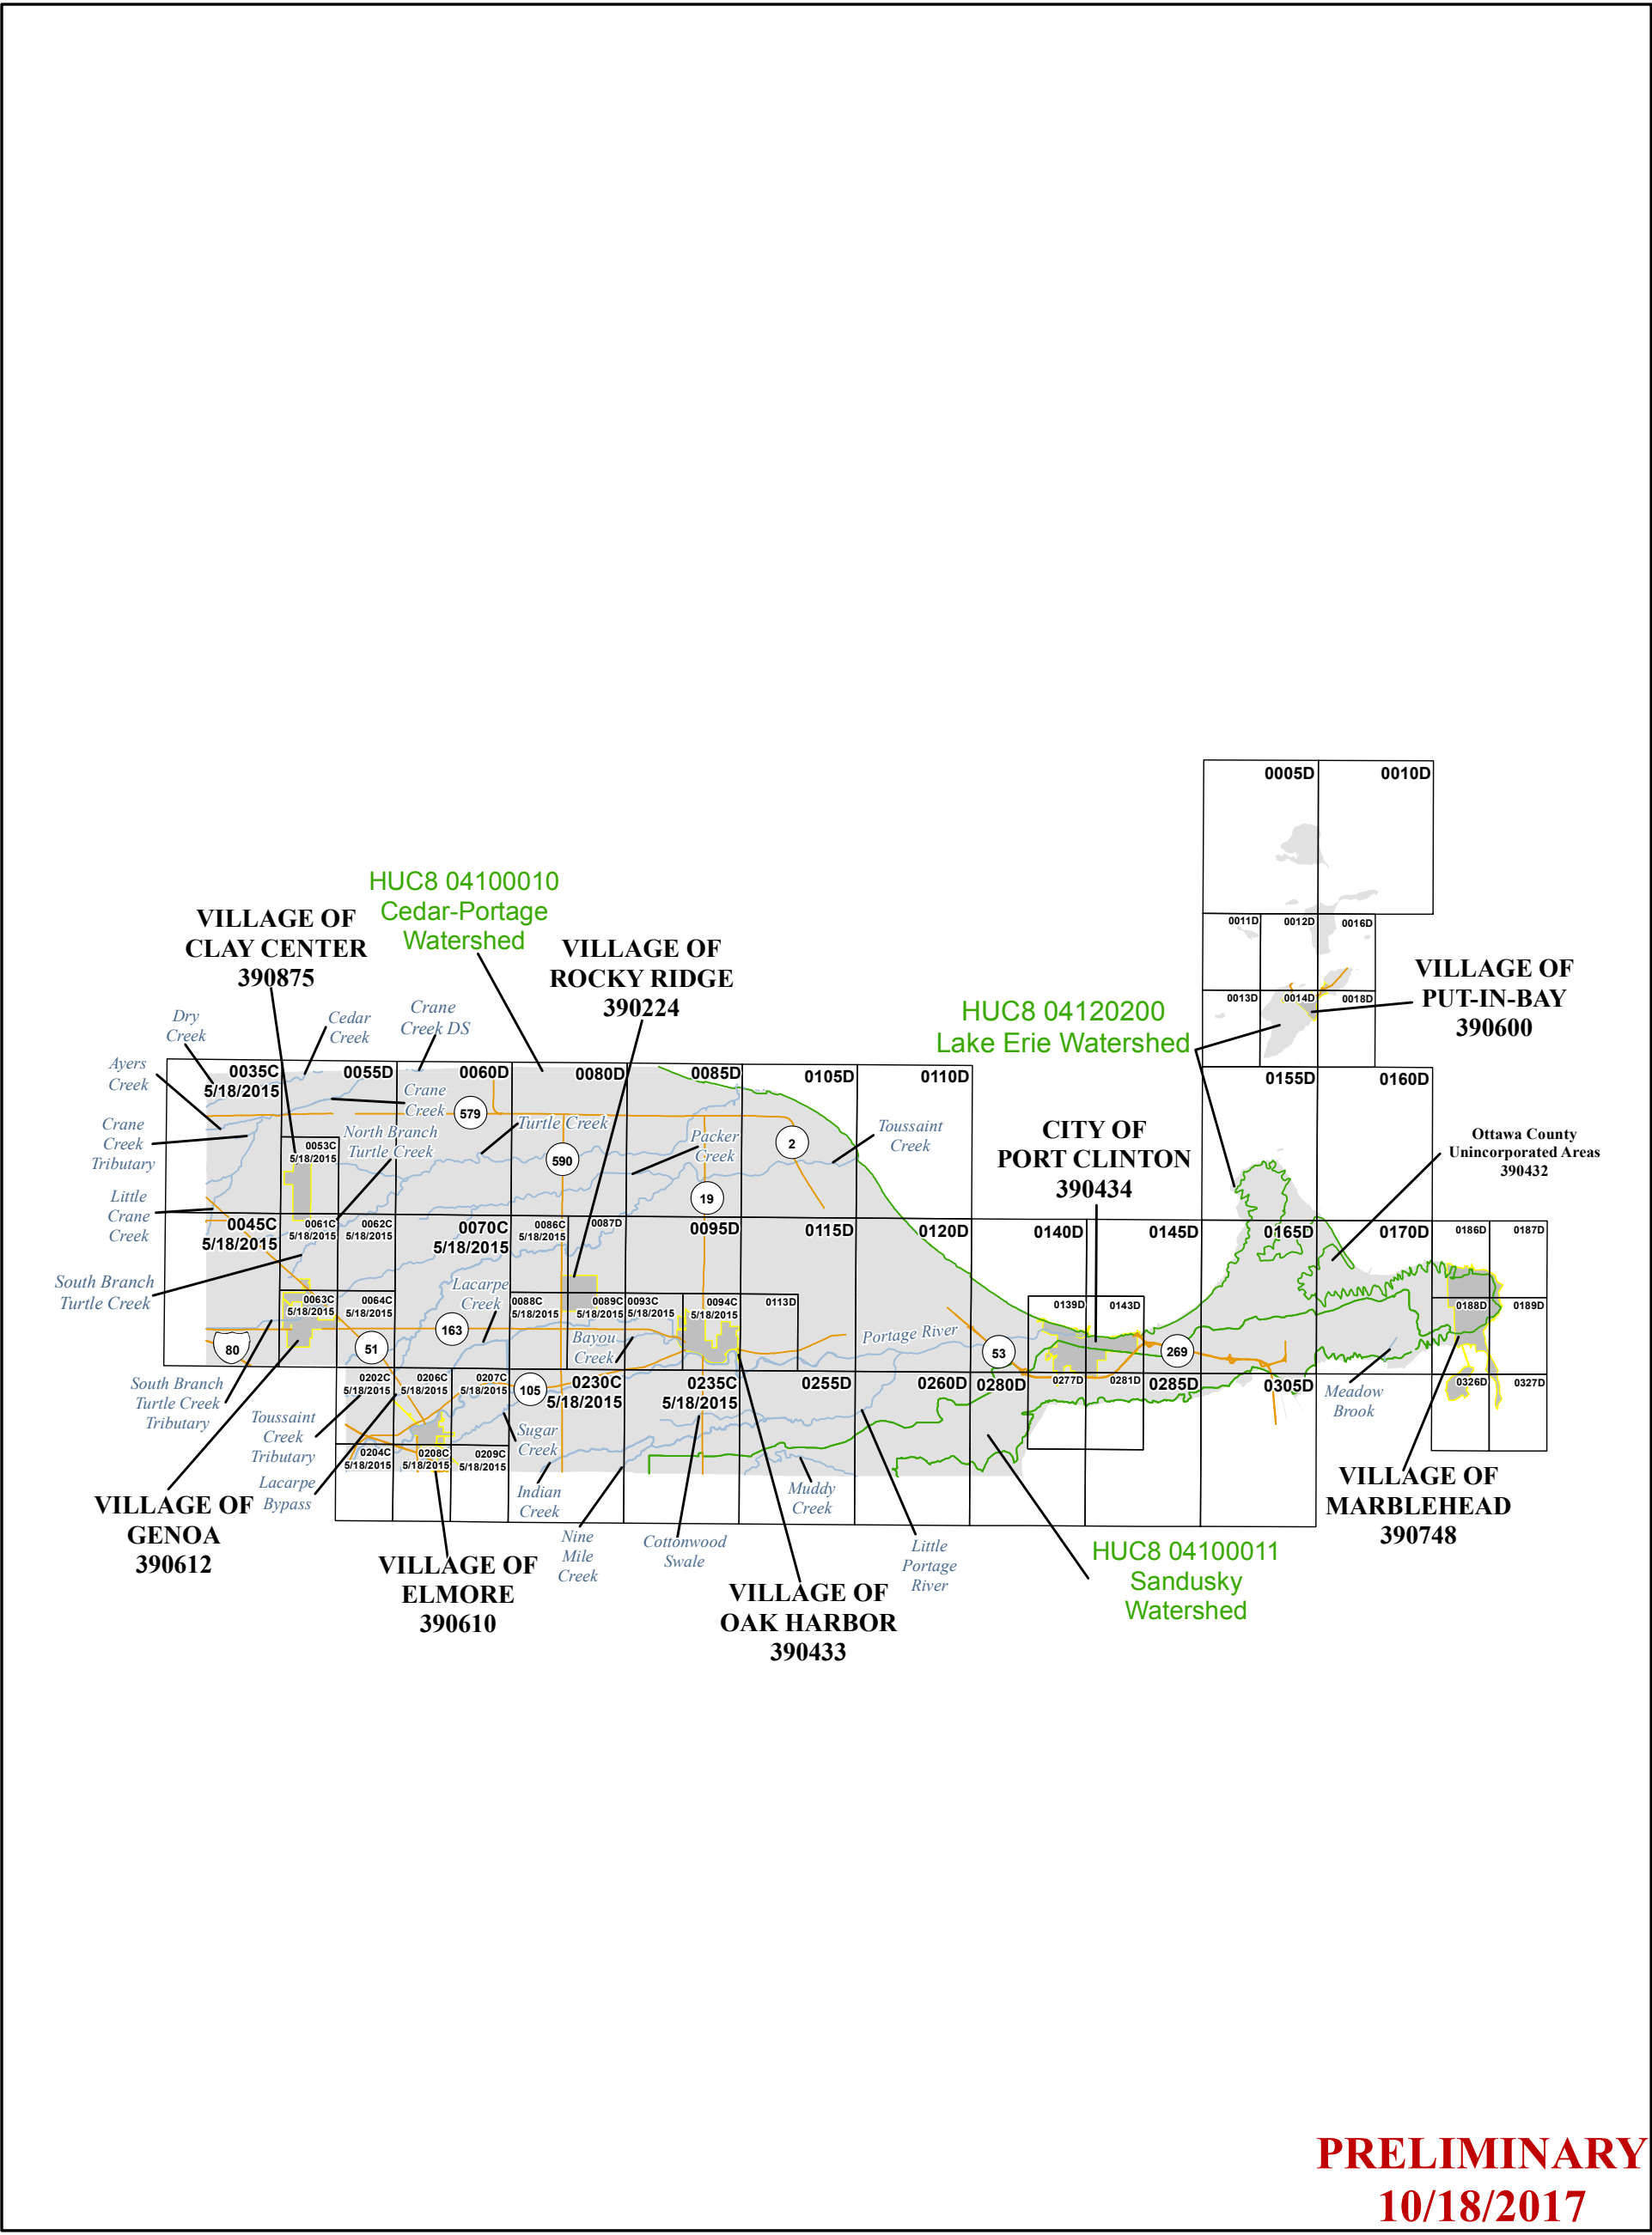 0005D
0010D
0011D
0012D
0016D
0013D
0014D
0018D
VILLAGE OF
PUT-IN-BAY
390600
HUC8 04100010
Cedar-Portage
Watershed
VILLAGE OF
CLAY CENTER
390875
VILLAGE OF
ROCKY RIDGE
390224
HUC8 04120200
Lake Erie Watershed
Dry
Creek
Cedar
Creek
Crane
Creek DS
Ayers
Creek
Crane
Creek
Tributary
Little
Crane
Creek
South Branch
Turtle Creek
0035C
5/18/2015
0055D
0060D
0080D
0085D
0105D
0110D
0155D
0160D
Crane
Creek
579
North Branch
Turtle Creek
Turtle Creek
590
Packer
Creek
2
19
Toussaint
Creek
0053C
5/18/2015
CITY OF
PORT CLINTON
390434
Ottawa County
Unincorporated Areas
390432
0045C
5/18/2015
0061C
5/18/2015
0062C
5/18/2015
0070C
5/18/2015
0086C
5/18/2015
0087D
0095D
0115D
0120D
0140D
0145D
0165D
0170D
0186D
0187D
0063C
5/18/2015
0064C
5/18/2015
Lacarpe
Creek
0088C
5/18/2015
0089C
5/18/2015
0093C
5/18/2015
0094C
5/18/2015
0113D
0139D
0143D
0188D
0189D
80
51
163
Bayou
Creek
Portage River
53
269
South Branch
Turtle Creek
Tributary
0202C
5/18/2015
0206C
5/18/2015
0207C
5/18/2015
105
0230C
5/18/2015
0235C
5/18/2015
0255D
0260D
0280D
0277D
0281D
0285D
0305D
Meadow
Brook
0326D
0327D
Toussaint
Creek
Tributary
Sugar
Creek
0204C
5/18/2015
0208C
5/18/2015
0209C
5/18/2015
Lacarpe
Bypass
Indian
Creek
Muddy
Creek
VILLAGE OF
GENOA
390612
VILLAGE OF
MARBLEHEAD
390748
Nine
Mile
Creek
Cottonwood
Swale
Little
Portage
River
HUC8 04100011
Sandusky
Watershed
VILLAGE OF
ELMORE
390610
VILLAGE OF
OAK HARBOR
390433
PRELIMINARY
10/18/2017